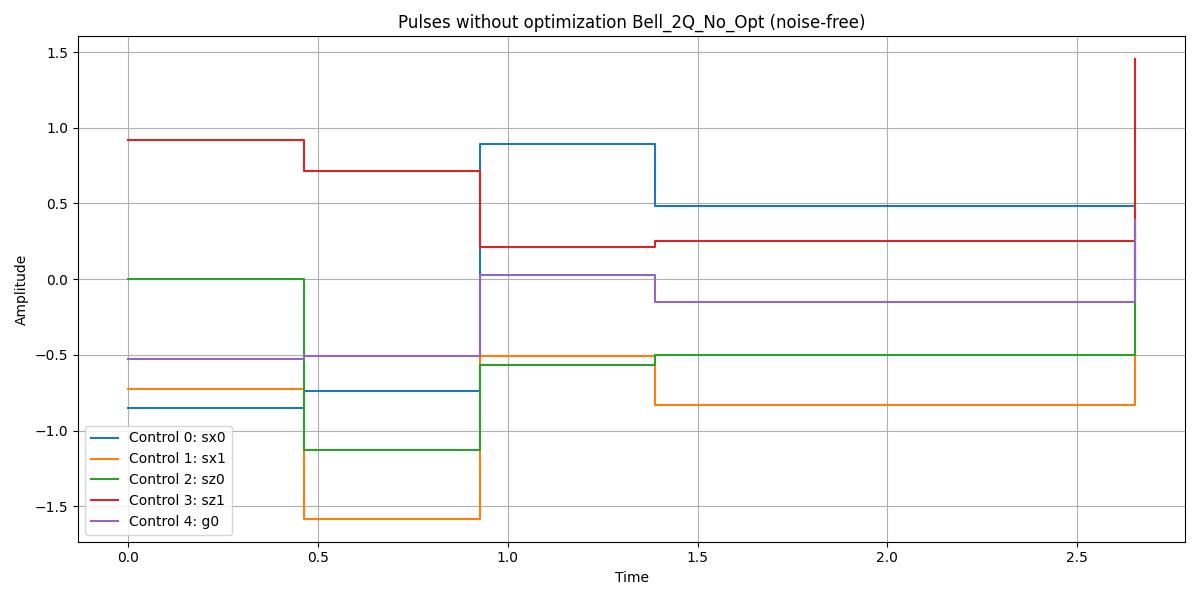 Pulses without optimization Bell_2Q_No_Opt (noise-free)
1.5
1.0
0.5
0.0
−0.5
−1.0
−1.5
Amplitude
Control 0: sx0
Control 1: sx1
Control 2: sz0
Control 3: sz1
Control 4: g0
0.0 0.5 1.0 1.5 2.0 2.5
Time